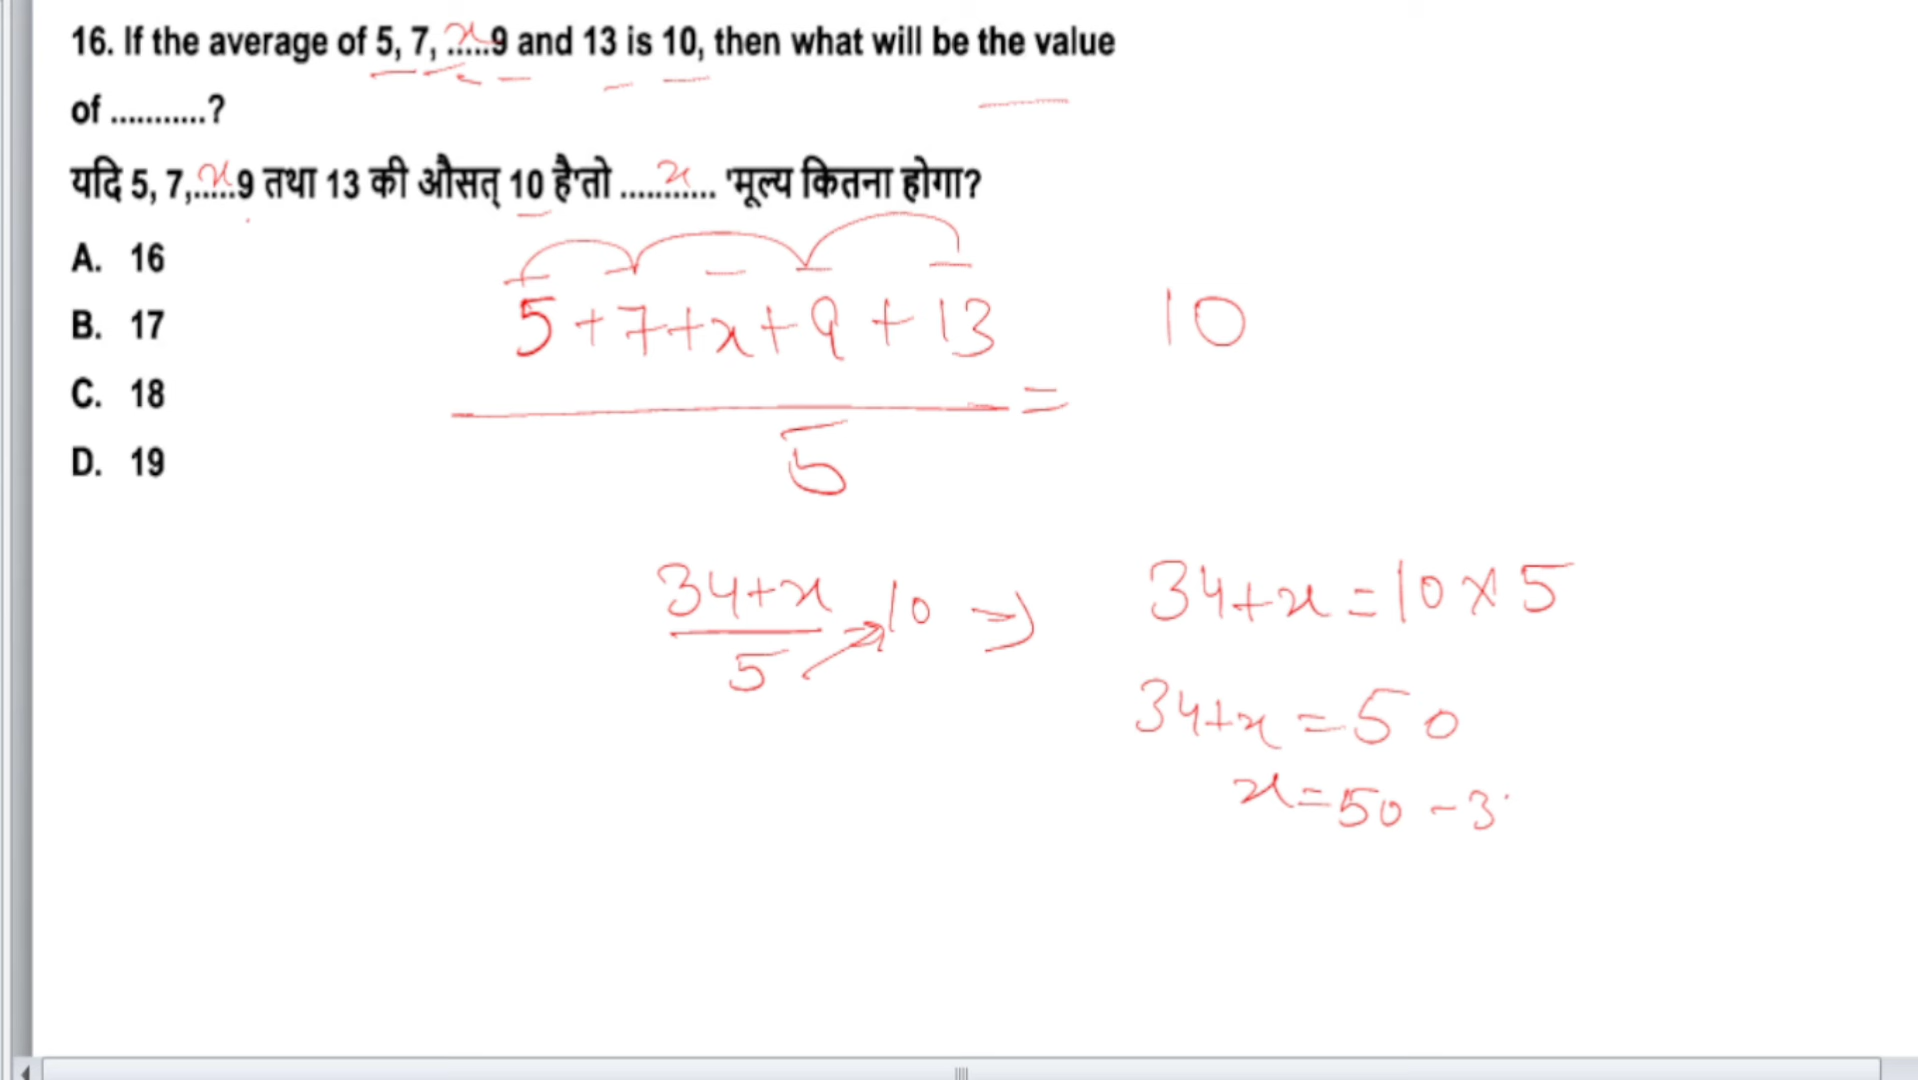 16. If the average of 5, 7, x.....9 and 13 is 10, then what will be the value
of ...........?
यदि 5, 7,x.....9 तथा 13 की औसत् 10 है'तो ....x....... 'मूल्य कितना होगा?
A. 16
B. 17
C. 18
D. 19
5+7+x+9+13
5
=
10
34+x
5
10 ⇒
34+x=10×5
34+x=50
x=50-3